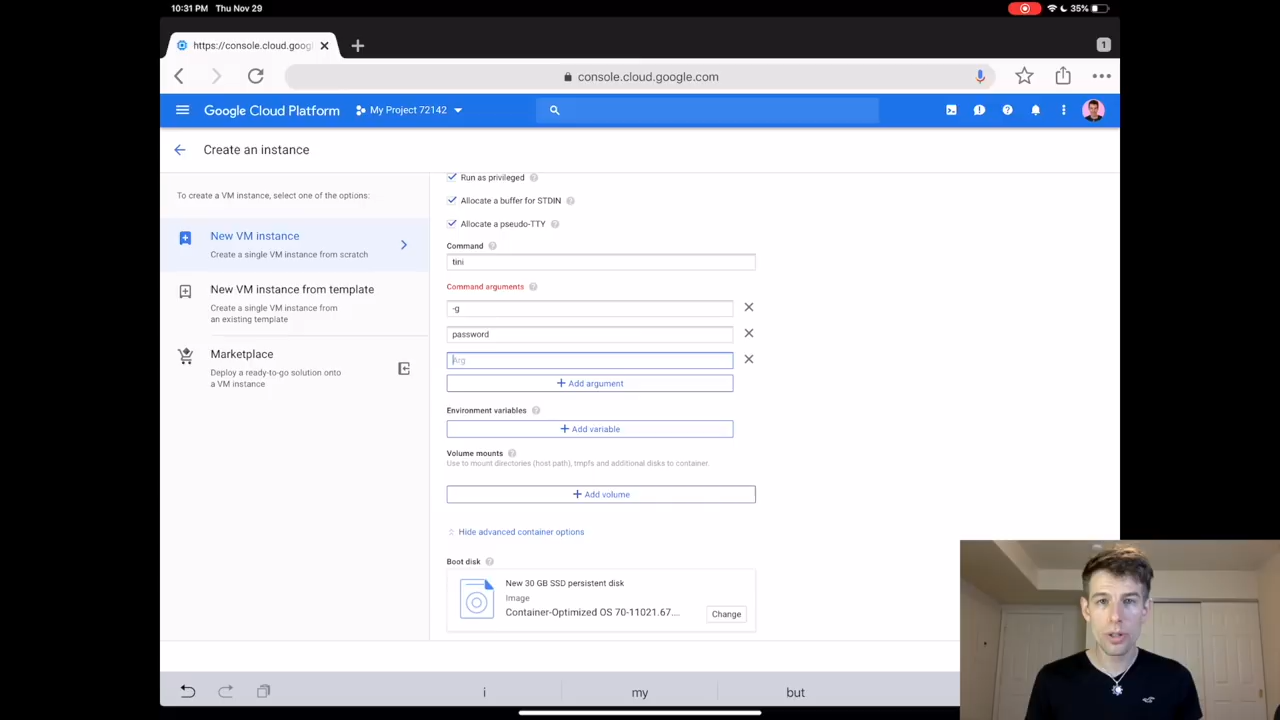 10:31 PM Thu Nov 29
35%
https://console.cloud.goog
1
console.cloud.google.com
Google Cloud Platform
My Project 72142
Create an instance
To create a VM instance, select one of the options:
New VM instance
Create a single VM instance from scratch
New VM instance from template
Create a single VM instance from
an existing template
Marketplace
Deploy a ready-to-go solution onto
a VM instance
Run as privileged
Allocate a buffer for STDIN
Allocate a pseudo-TTY
Command
tini
Command arguments
-g
password
Arg
Add argument
Environment variables
Add variable
Volume mounts
Use to mount directories (host path), tmpfs and additional disks to container.
Add volume
Hide advanced container options
Boot disk
New 30 GB SSD persistent disk
Image
Container-Optimized OS 70-11021.67...
Change
i
my
but